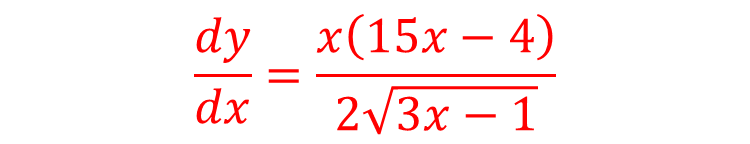 dy/dx = x(15x − 4)/2√(3x − 1)